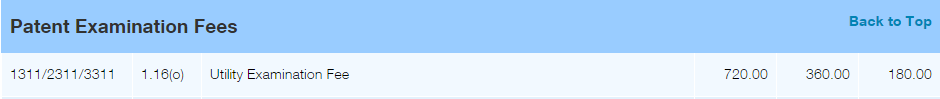 Patent Examination Fees Back to Top
1311/2311/3311 1.16(o) Utility Examination Fee 720.00 360.00 180.00